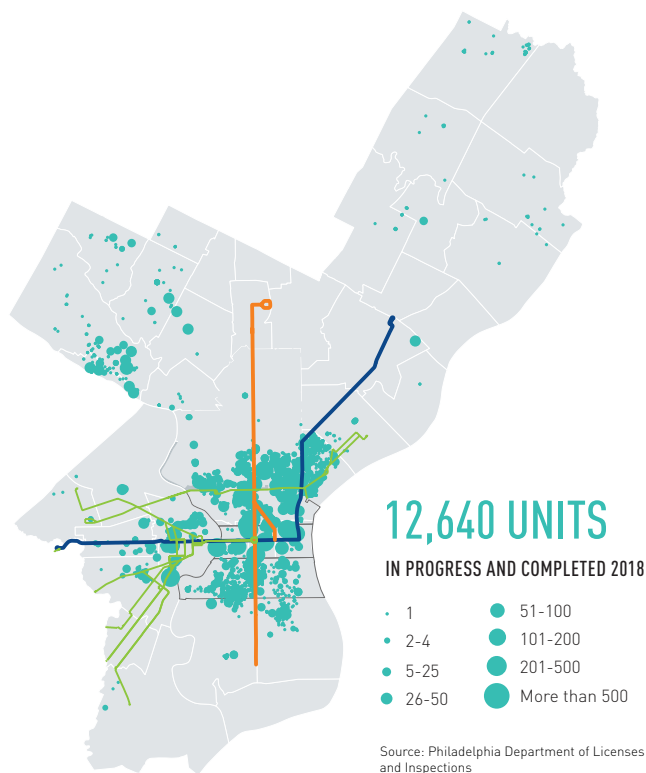 12,640 UNITS
IN PROGRESS AND COMPLETED 2018
1
2-4
5-25
26-50
51-100
101-200
201-500
More than 500
Source: Philadelphia Department of Licenses
and Inspections